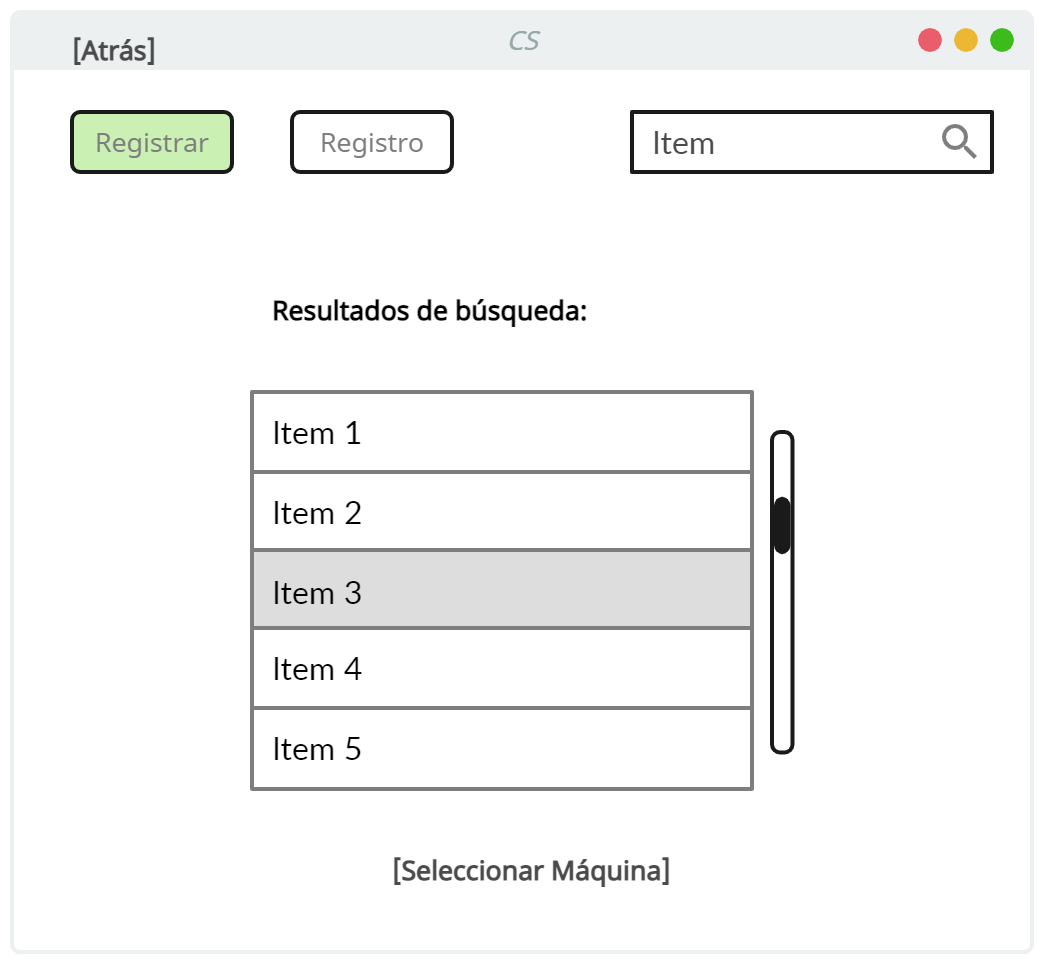 [Atrás]
CS
Registrar
Registro
Item
Resultados de búsqueda:
Item 1
Item 2
Item 3
Item 4
Item 5
[Seleccionar Máquina]